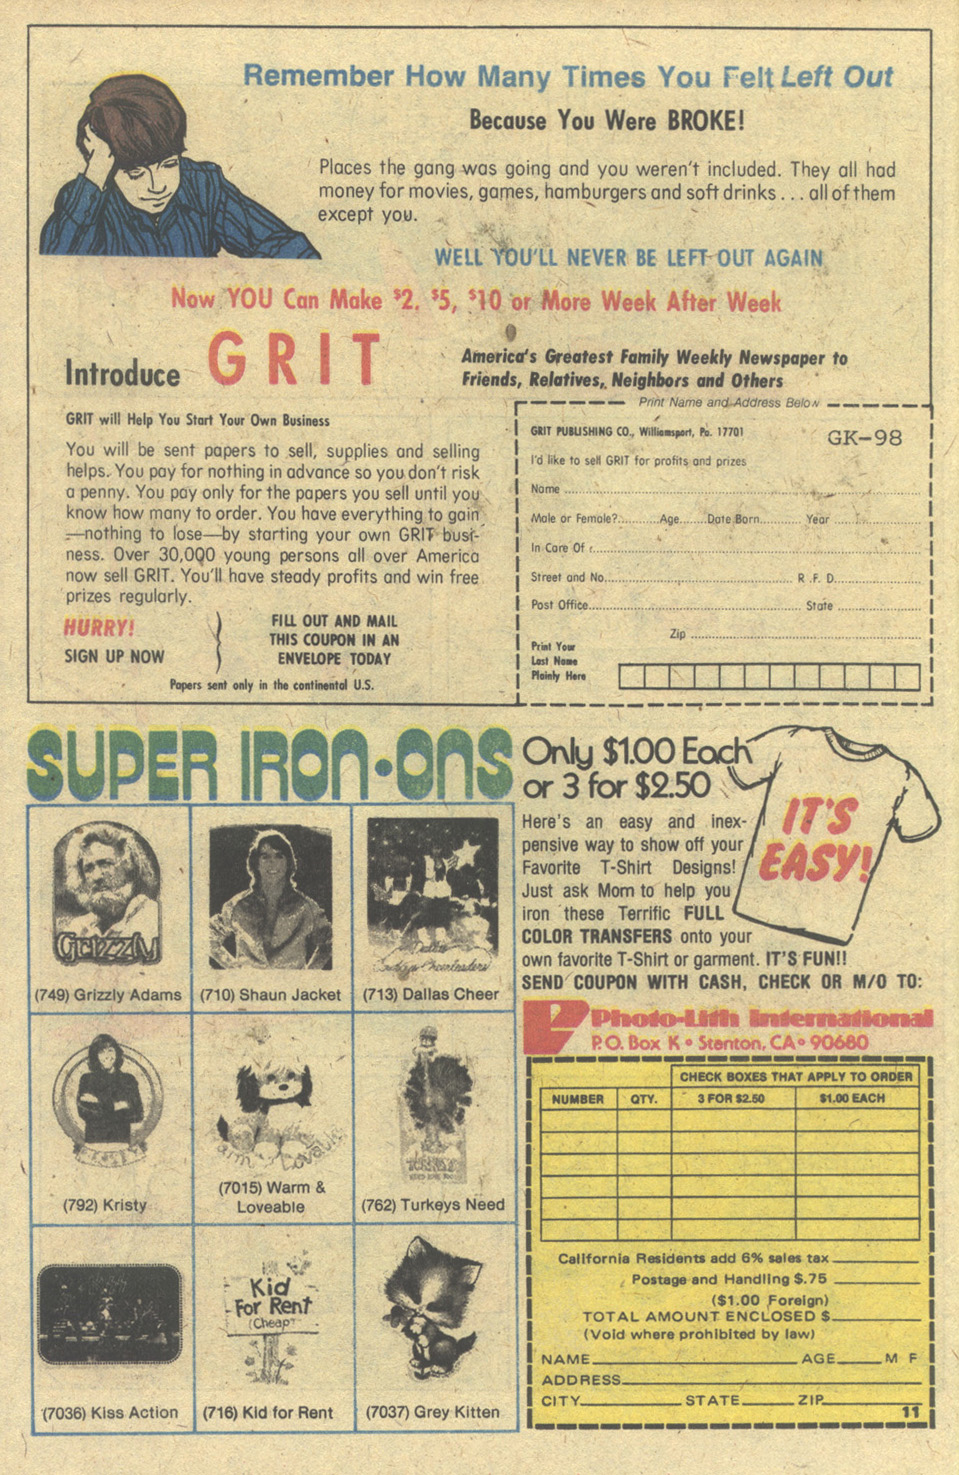 Remember How Many Times You Felt Left Out
Because You Were BROKE!
Places the gang was going and you weren't included. They all had
money for movies, games, hamburgers and soft drinks . . . all of them
except you.
WELL YOU'LL NEVER BE LEFT OUT AGAIN
Now YOU Can Make $2, $5, $10 or More Week After Week
Introduce GRIT
America's Greatest Family Weekly Newspaper to
Friends, Relatives, Neighbors and Others
GRIT will Help You Start Your Own Business
You will be sent papers to sell, supplies and selling
helps. You pay for nothing in advance so you don't risk
a penny. You pay only for the papers you sell until you
know how many to order. You have everything to gain
—nothing to lose—by starting your own GRIT busi-
ness. Over 30,000 young persons all over America
now sell GRIT. You'll have steady profits and win free
prizes regularly.
HURRY!
SIGN UP NOW
FILL OUT AND MAIL
THIS COUPON IN AN
ENVELOPE TODAY
Papers sent only in the continental U.S.
Print Name and Address Below
GRIT PUBLISHING CO., Williamsport, Pa. 17701
GK-98
I'd like to sell GRIT for profits and prizes
Name
Male or Female? Age Date Born Year
In Care Of
Street and No. R.F.D.
Post Office State
Zip
Print Your
Last Name
Plainly Here
SUPER IRON-ONS
Grizzly
(749) Grizzly Adams
(710) Shaun Jacket
Dallas
Cowboys Cheerleaders
(713) Dallas Cheer
(792) Kristy
Warm
Loveable
(7015) Warm &
Loveable
(762) Turkeys Need
(7036) Kiss Action
Kid
For Rent
(Cheap)
(716) Kid for Rent
(7037) Grey Kitten
Only $1.00 Each
or 3 for $2.50
IT'S
EASY!
Here's an easy and inex-
pensive way to show off your
Favorite T-Shirt Designs!
Just ask Mom to help you
iron these Terrific FULL
COLOR TRANSFERS onto your
own favorite T-Shirt or garment. IT'S FUN!!
SEND COUPON WITH CASH, CHECK OR M/O TO:
Photo-Lith International
P.O. Box K • Stanton, CA • 90680
CHECK BOXES THAT APPLY TO ORDER
NUMBER QTY. 3 FOR $2.50 $1.00 EACH
California Residents add 6% sales tax
Postage and Handling $.75
($1.00 Foreign)
TOTAL AMOUNT ENCLOSED $
(Void where prohibited by law)
NAME AGE M F
ADDRESS
CITY STATE ZIP
11